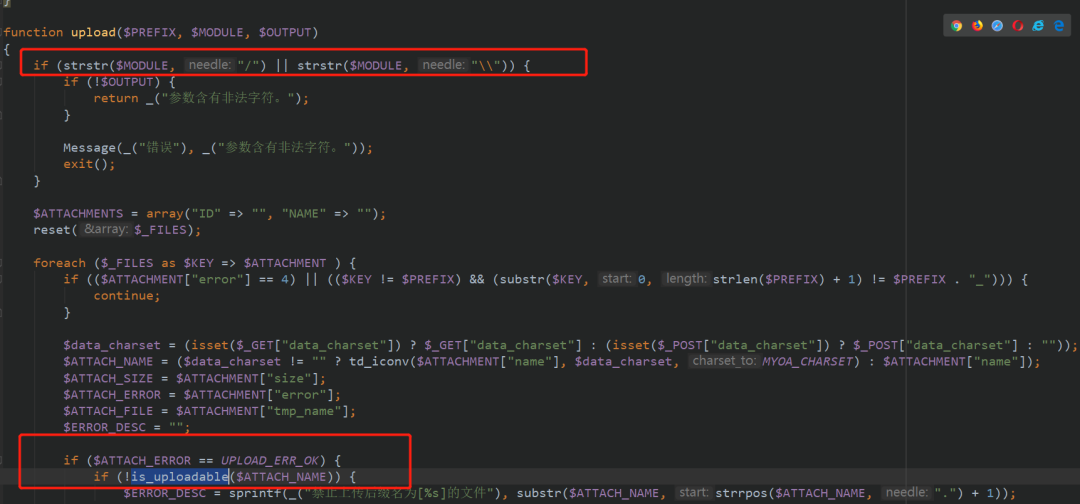 }
function upload($PREFIX, $MODULE, $OUTPUT)
{
if (strstr($MODULE, needle: "/") || strstr($MODULE, needle: "\\")) {
if (!$OUTPUT) {
return _("参数含有非法字符。");
}
Message(_("错误"), _("参数含有非法字符。"));
exit();
}
$ATTACHMENTS = array("ID" => "", "NAME" => "");
reset( &array: $_FILES);
foreach ($_FILES as $KEY => $ATTACHMENT ) {
if (($ATTACHMENT["error"] == 4) || (($KEY != $PREFIX) && (substr($KEY, start: 0, length: strlen($PREFIX) + 1) != $PREFIX . "_"))) {
continue;
}
$data_charset = (isset($_GET["data_charset"]) ? $_GET["data_charset"] : (isset($_POST["data_charset"]) ? $_POST["data_charset"] : ""));
$ATTACH_NAME = ($data_charset != "" ? td_iconv($ATTACHMENT["name"], $data_charset, charset_to: MYOA_CHARSET) : $ATTACHMENT["name"]);
$ATTACH_SIZE = $ATTACHMENT["size"];
$ATTACH_ERROR = $ATTACHMENT["error"];
$ATTACH_FILE = $ATTACHMENT["tmp_name"];
$ERROR_DESC = "";
if ($ATTACH_ERROR == UPLOAD_ERR_OK) {
if (!is_uploadable($ATTACH_NAME)) {
$ERROR_DESC = sprintf(_("禁止上传后缀名为[%s]的文件"), substr($ATTACH_NAME, start: strrpos($ATTACH_NAME, needle: ".") + 1));